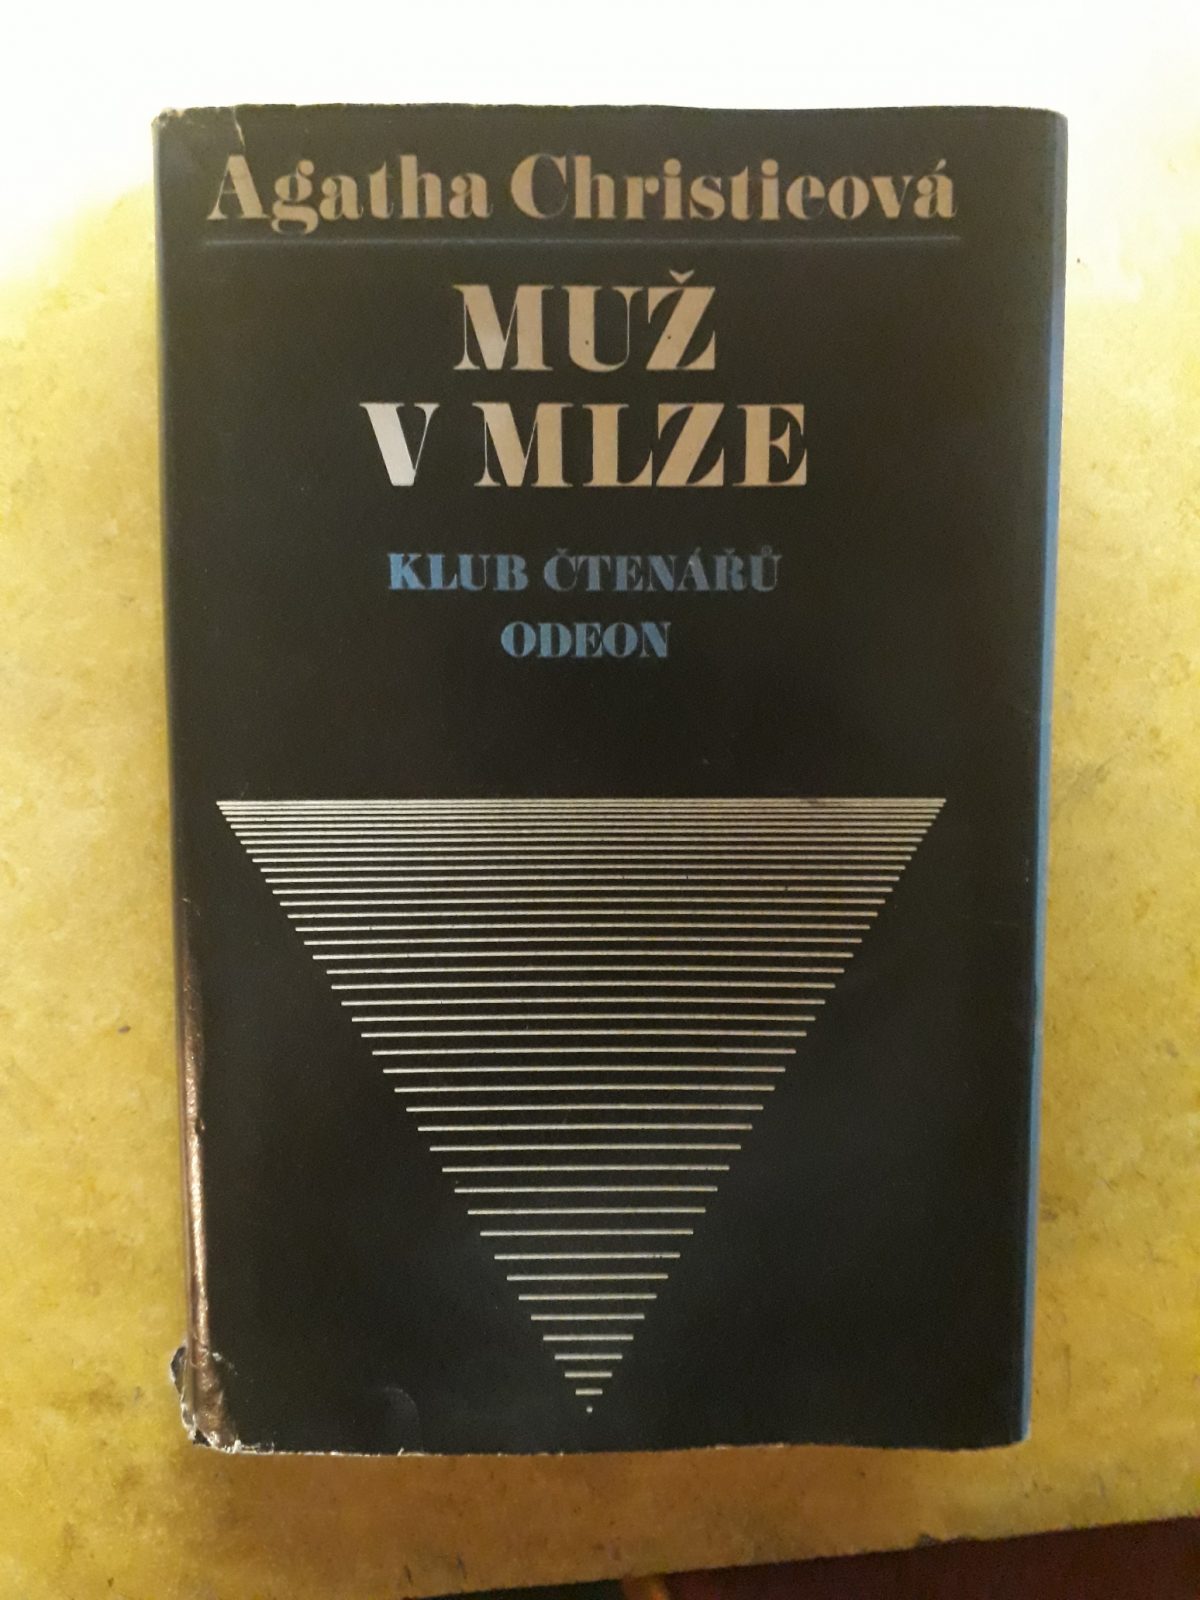 Agatha Christieová
MUŽ
V MLZE
KLUB ČTENÁŘŮ
ODEON